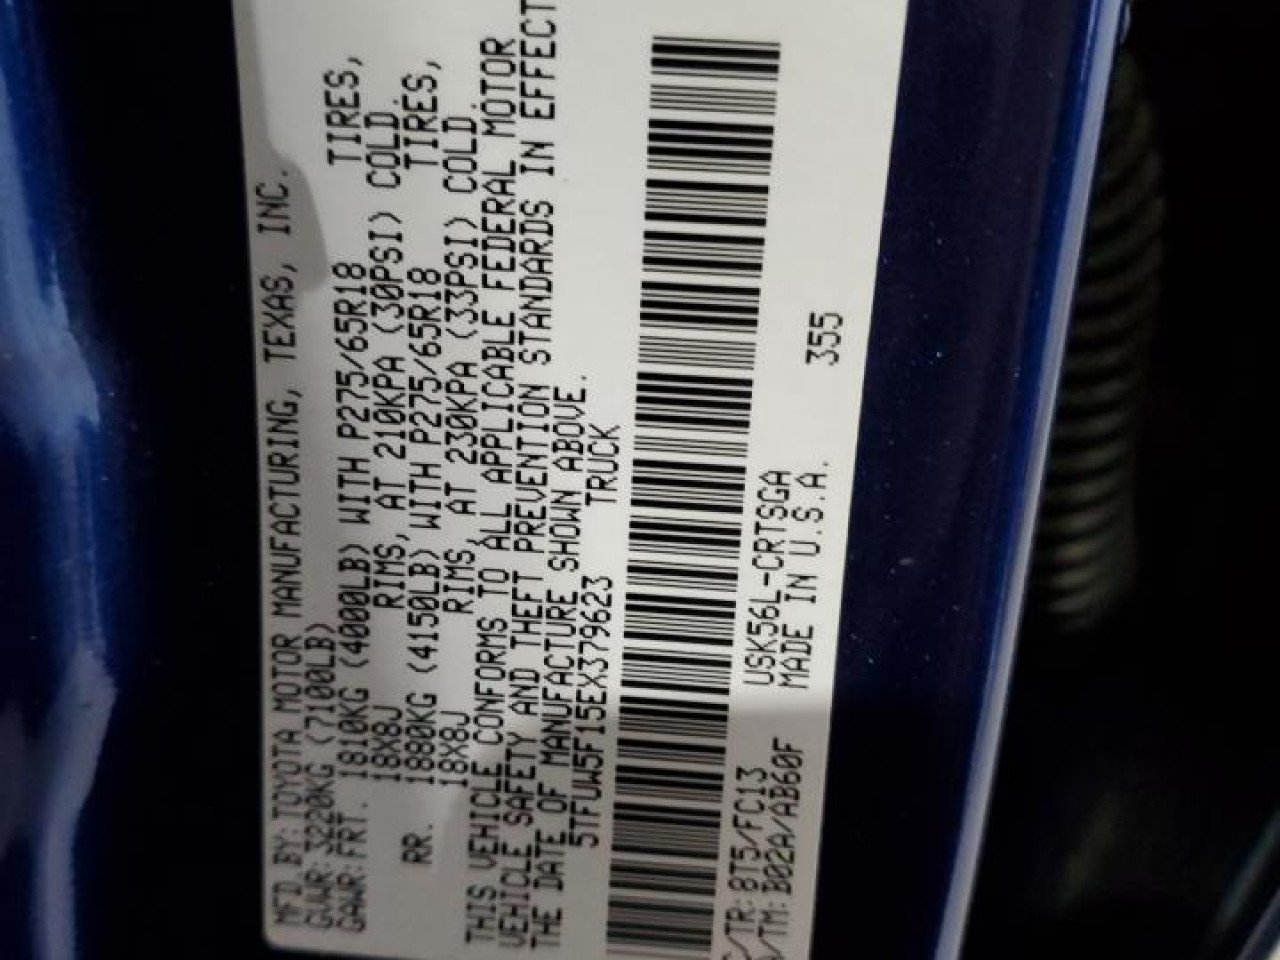 MFD. BY: TOYOTA MOTOR MANUFACTURING, TEXAS, INC.
GVWR: 3220KG (7100LB)
GAWR: FRT. 1810KG (4000LB) WITH P275/65R18 TIRES,
18X8J RIMS, AT 210KPA (30PSI) COLD.
RR. 1880KG (4150LB) WITH P275/65R18 TIRES,
18X8J RIMS, AT 230KPA (33PSI) COLD.
THIS VEHICLE CONFORMS TO ALL APPLICABLE FEDERAL MOTOR
VEHICLE SAFETY AND THEFT PREVENTION STANDARDS IN EFFECT
THE DATE OF MANUFACTURE SHOWN ABOVE.
5TFUW5F15EX379623 TRUCK
C/TR: 8T5/FC13 USK56L-CRTSGA 355
/TM: B02A/AB60F MADE IN U.S.A.